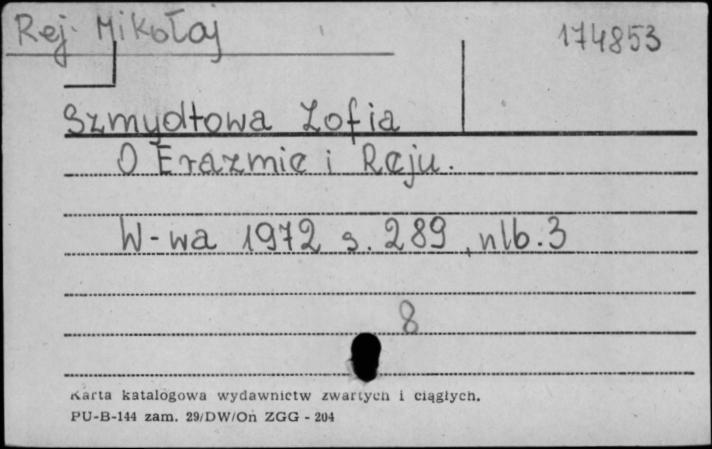 Rej Mikołaj
174853
Szmydtowa Zofia
O Erazmie i Reju.
W-wa 1972 s. 289, nlb. 3
8
Karta katalogowa wydawnictw zwartych i ciągłych.
PU-B-144 zam. 29/DW/Oń ZGG - 204